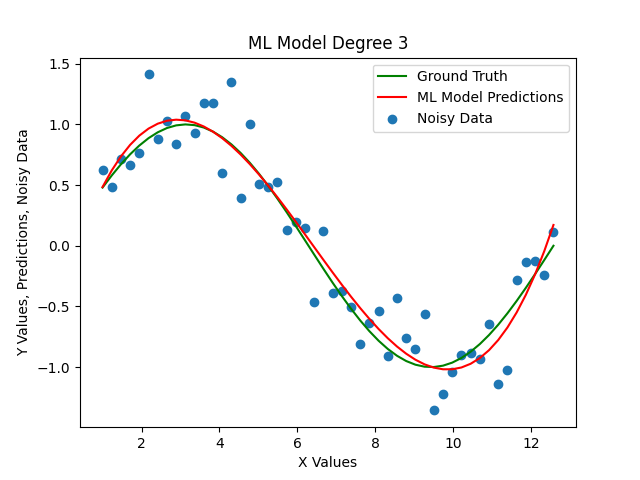 ML Model Degree 3
Ground Truth
ML Model Predictions
Noisy Data
Y Values, Predictions, Noisy Data
1.5
1.0
0.5
0.0
−0.5
−1.0
2 4 6 8 10 12
X Values